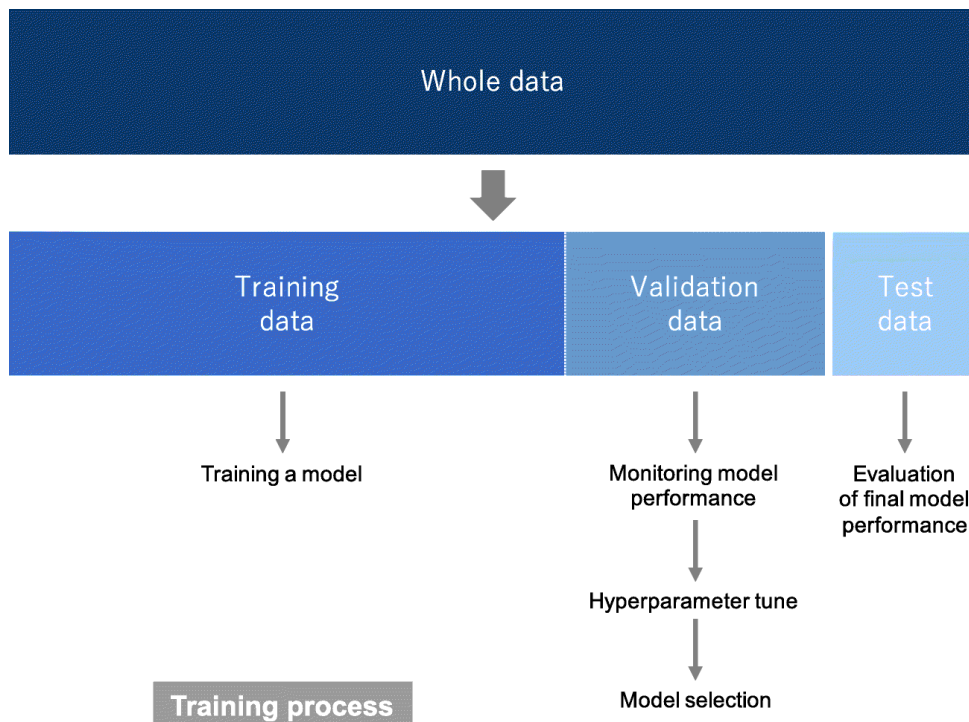 Whole data
Training
data
Validation
data
Test
data
Training a model
Monitoring model
performance
Evaluation
of final model
performance
Hyperparameter tune
Model selection
Training process